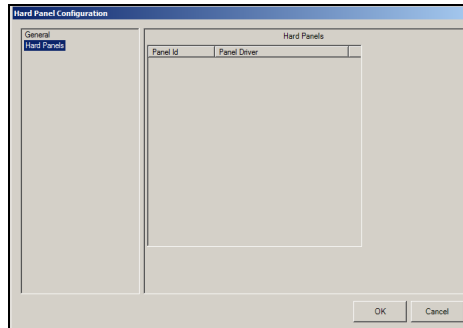 Hard Panel Configuration
General
Hard Panels
Hard Panels
Panel Id Panel Driver
OK Cancel